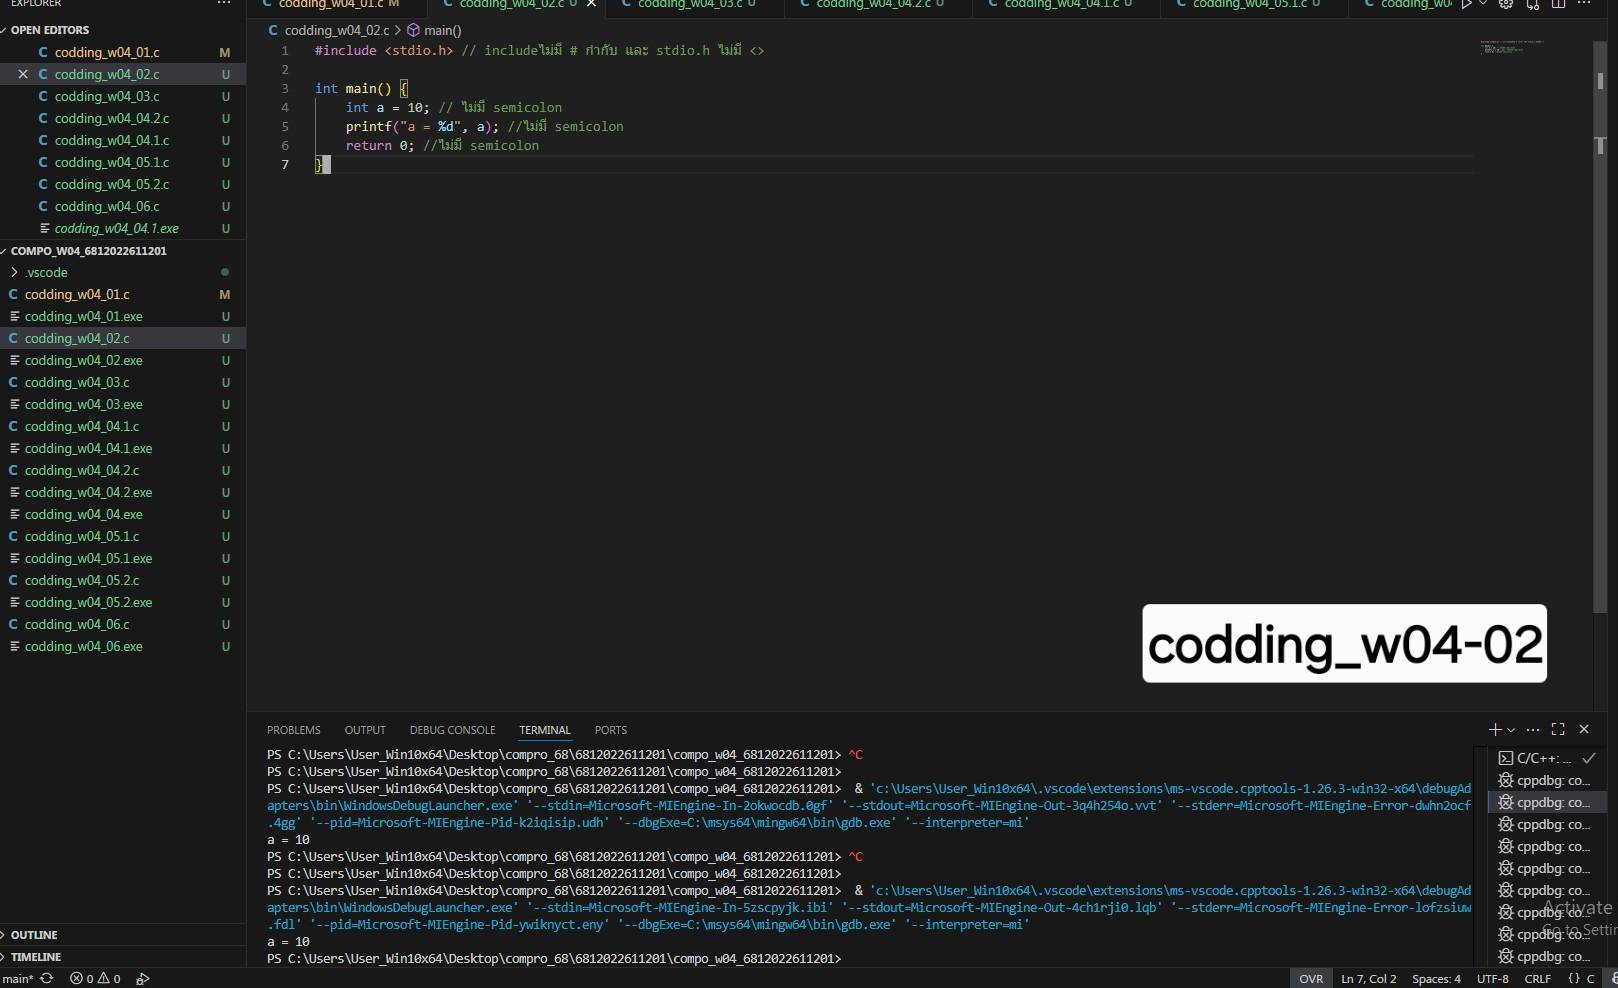 EXPLORER
OPEN EDITORS
codding_w04_01.c M
codding_w04_02.c U
codding_w04_03.c U
codding_w04_04.2.c U
codding_w04_04.1.c U
codding_w04_05.1.c U
codding_w04_05.2.c U
codding_w04_06.c U
codding_w04_04.1.exe U
COMPO_W04_6812022611201
.vscode
codding_w04_01.c M
codding_w04_01.exe U
codding_w04_02.c U
codding_w04_02.exe U
codding_w04_03.c U
codding_w04_03.exe U
codding_w04_04.1.c U
codding_w04_04.1.exe U
codding_w04_04.2.c U
codding_w04_04.2.exe U
codding_w04_04.exe U
codding_w04_05.1.c U
codding_w04_05.1.exe U
codding_w04_05.2.c U
codding_w04_05.2.exe U
codding_w04_06.c U
codding_w04_06.exe U
OUTLINE
TIMELINE
codding_w04_01.c M codding_w04_02.c U codding_w04_03.c U codding_w04_04.2.c U codding_w04_04.1.c U codding_w04_05.1.c U
codding_w04_02.c > main()
1 #include <stdio.h> // includeไม่มี # กำกับ และ stdio.h ไม่มี <>
2
3 int main() {
4 int a = 10; // ไม่มี semicolon
5 printf("a = %d", a); //ไม่มี semicolon
6 return 0; //ไม่มี semicolon
7 }
codding_w04-02
PROBLEMS OUTPUT DEBUG CONSOLE TERMINAL PORTS
PS C:\Users\User_Win10x64\Desktop\compro_68\6812022611201\compo_w04_6812022611201> ^C
PS C:\Users\User_Win10x64\Desktop\compro_68\6812022611201\compo_w04_6812022611201>
PS C:\Users\User_Win10x64\Desktop\compro_68\6812022611201\compo_w04_6812022611201> & 'c:\Users\User_Win10x64\.vscode\extensions\ms-vscode.cpptools-1.26.3-win32-x64\debugAd
apters\bin\WindowsDebugLauncher.exe' '--stdin=Microsoft-MIEngine-In-2okwocdb.0gf' '--stdout=Microsoft-MIEngine-Out-3q4h254o.vvt' '--stderr=Microsoft-MIEngine-Error-dwhn2ocf
.4gg' '--pid=Microsoft-MIEngine-Pid-k2iqisip.udh' '--dbgExe=C:\msys64\mingw64\bin\gdb.exe' '--interpreter=mi'
a = 10
PS C:\Users\User_Win10x64\Desktop\compro_68\6812022611201\compo_w04_6812022611201> ^C
PS C:\Users\User_Win10x64\Desktop\compro_68\6812022611201\compo_w04_6812022611201>
PS C:\Users\User_Win10x64\Desktop\compro_68\6812022611201\compo_w04_6812022611201> & 'c:\Users\User_Win10x64\.vscode\extensions\ms-vscode.cpptools-1.26.3-win32-x64\debugAd
apters\bin\WindowsDebugLauncher.exe' '--stdin=Microsoft-MIEngine-In-5zscpyjk.ibi' '--stdout=Microsoft-MIEngine-Out-4ch1rji0.lqb' '--stderr=Microsoft-MIEngine-Error-lofzsiuw
.fdl' '--pid=Microsoft-MIEngine-Pid-ywiknyct.eny' '--dbgExe=C:\msys64\mingw64\bin\gdb.exe' '--interpreter=mi'
a = 10
PS C:\Users\User_Win10x64\Desktop\compro_68\6812022611201\compo_w04_6812022611201>
C/C++: ...
cppdbg: co...
cppdbg: co...
cppdbg: co...
cppdbg: co...
cppdbg: co...
cppdbg: co...
cppdbg: co...
cppdbg: co...
cppdbg: co...
Activate
Go to Settin
main* 0 0 OVR Ln 7, Col 2 Spaces: 4 UTF-8 CRLF {} C